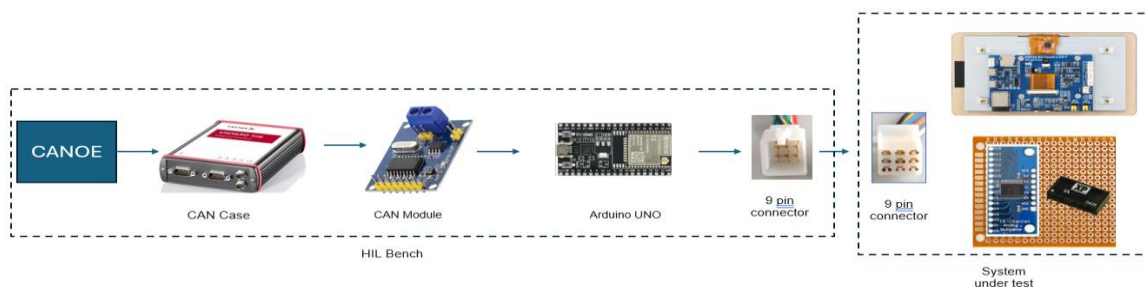 CANOE
CAN Case
CAN Module
Arduino UNO
9 pin
connector
9 pin
connector
HIL Bench
System
under test